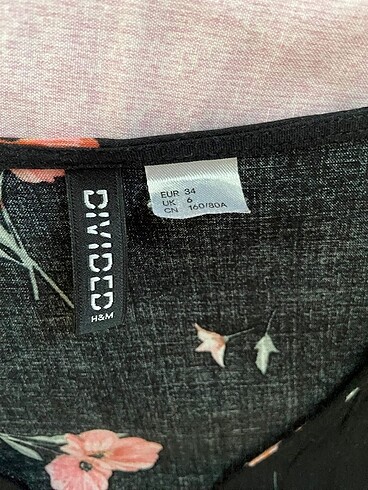 DIVIDED
H&M
EUR 34
UK 6
CN 160/80A